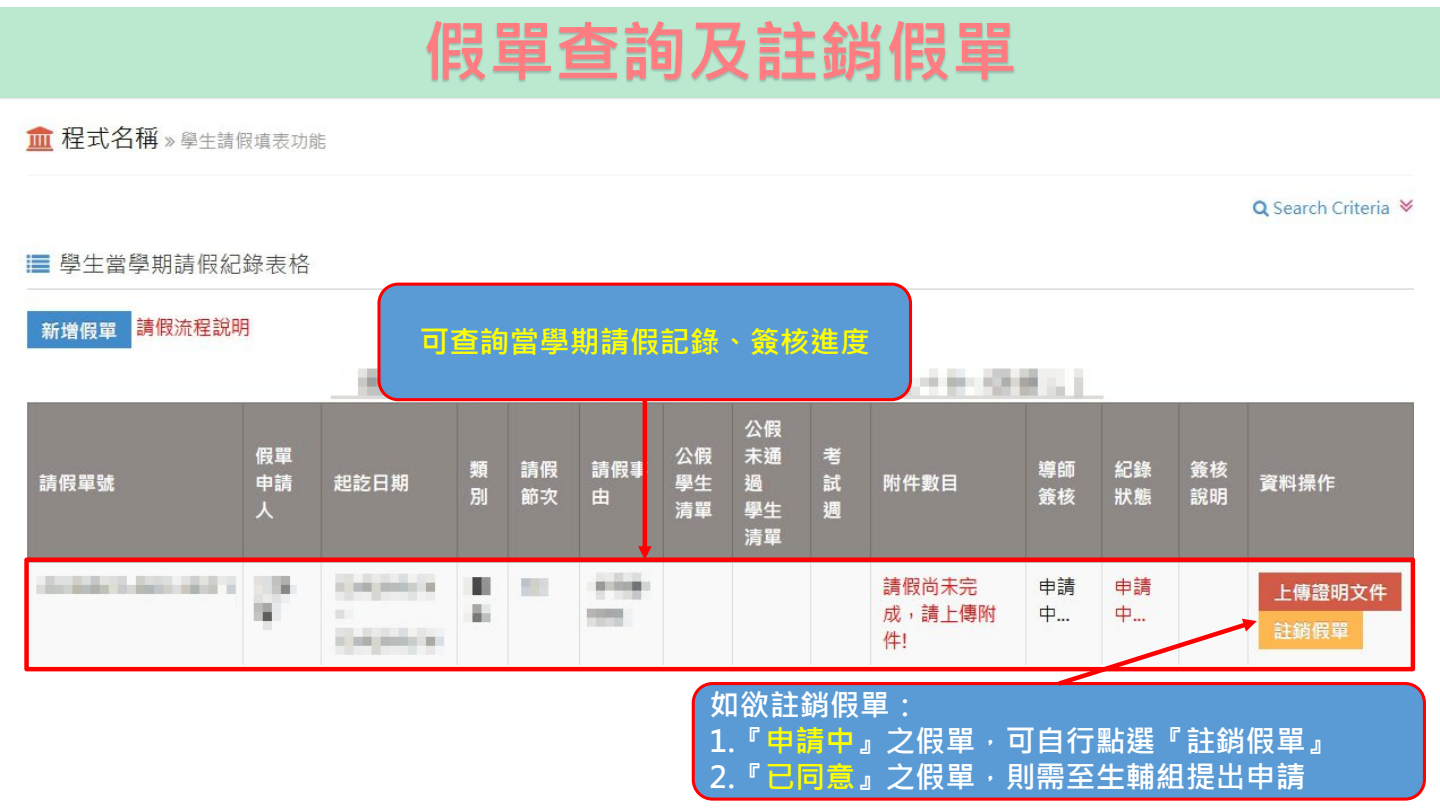 假單查詢及註銷假單
程式名稱 » 學生請假填表功能
Search Criteria
學生當學期請假紀錄表格
新增假單 請假流程說明
可查詢當學期請假記錄、簽核進度
請假單號
假單
申請
人
起訖日期
類
別
請假
節次
請假事
由
公假
學生
清單
公假
未通
過
學生
清單
考
試
週
附件數目
導師
簽核
紀錄
狀態
簽核
說明
資料操作
請假尚未完
成，請上傳附
件!
申請
中...
申請
中...
上傳證明文件
註銷假單
如欲註銷假單：
1.『申請中』之假單，可自行點選『註銷假單』
2.『已同意』之假單，則需至生輔組提出申請